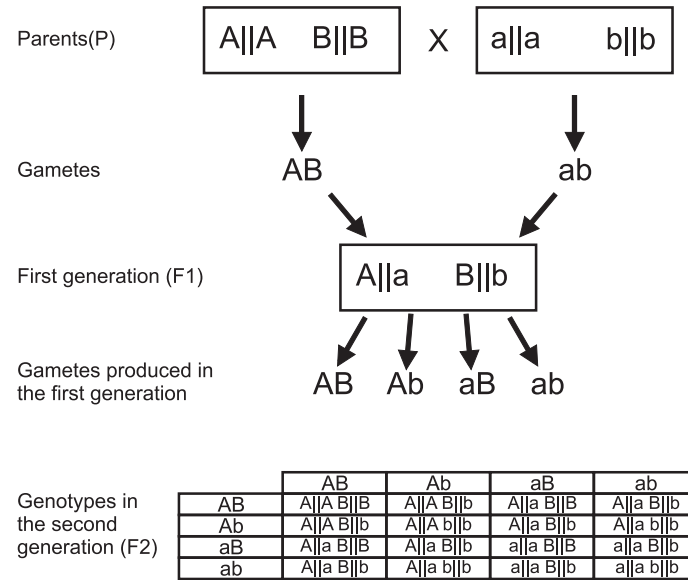 Parents(P) A||A B||B X a||a b||b
Gametes AB ab
First generation (F1) A||a B||b
Gametes produced in
the first generation
AB Ab aB ab
AB Ab aB ab
Genotypes in
the second
generation (F2)
AB A||A B||B A||A B||b A||a B||B A||a B||b
Ab A||A B||b A||A b||b A||a B||b A||a b||b
aB A||a B||B A||a B||b a||a B||B a||a B||b
ab A||a B||b A||a b||b a||a B||b a||a b||b